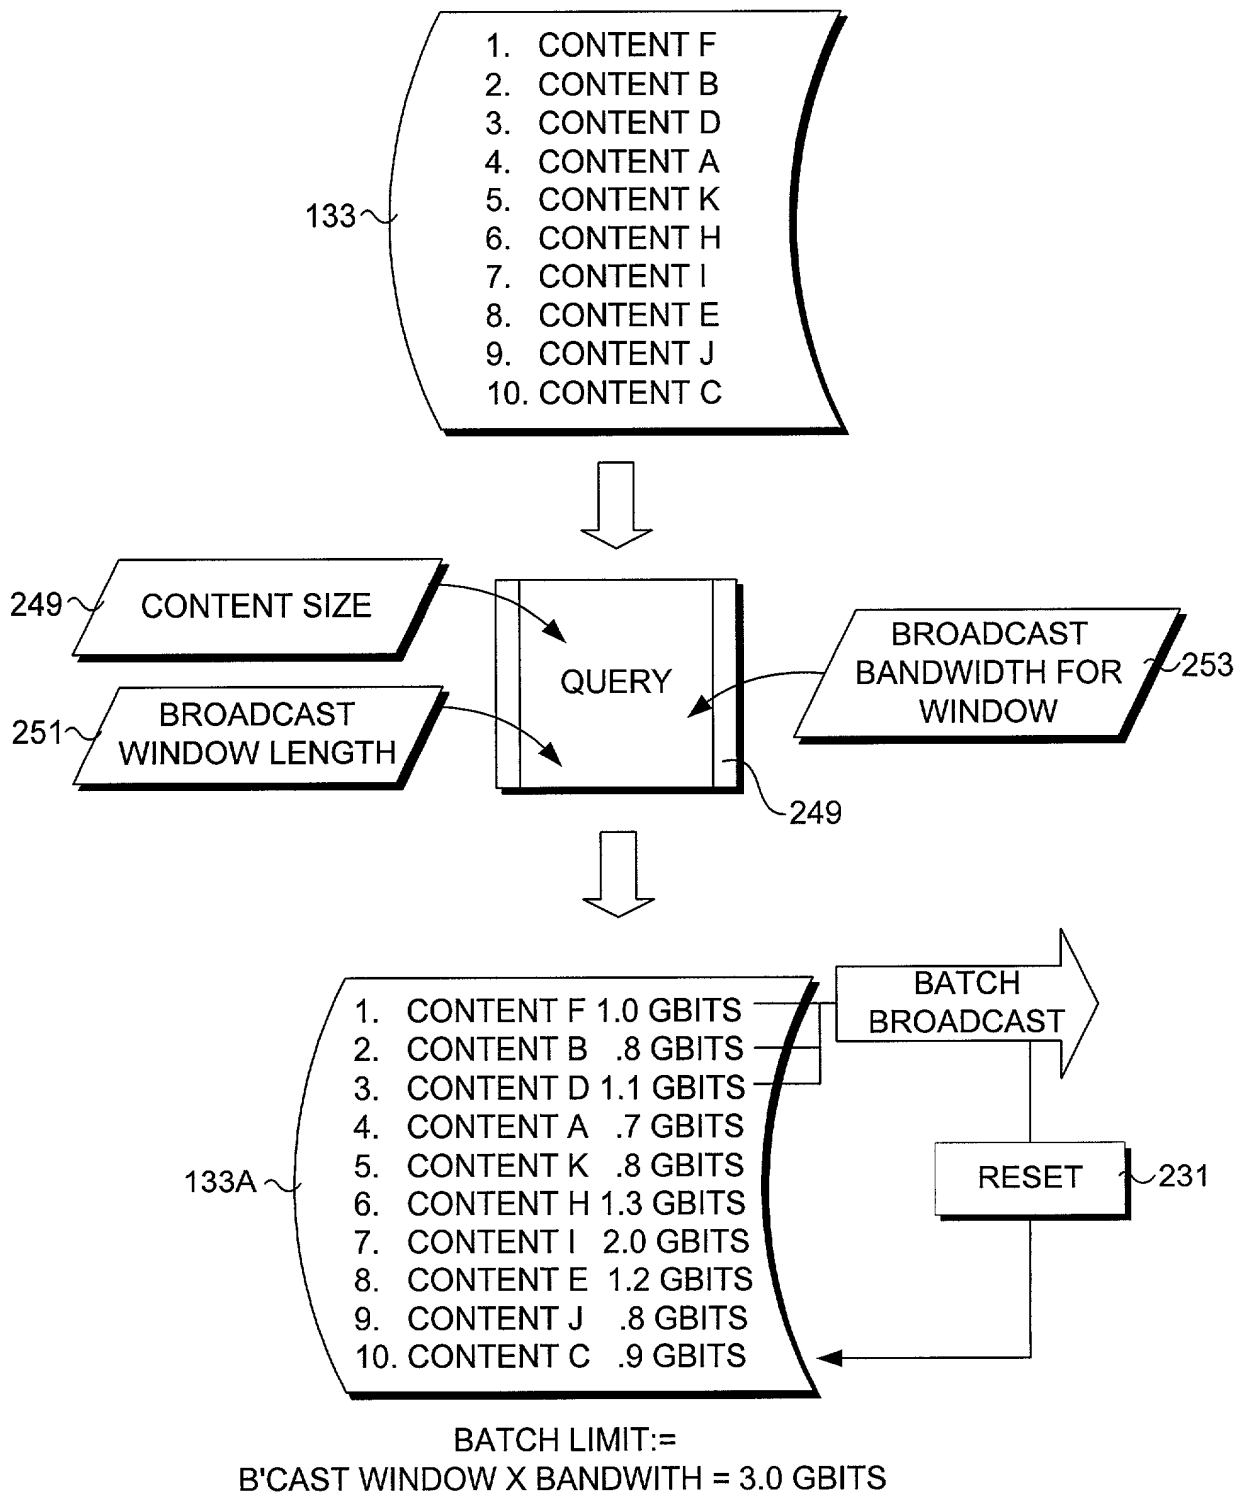 1. CONTENT F
2. CONTENT B
3. CONTENT D
4. CONTENT A
5. CONTENT K
6. CONTENT H
7. CONTENT I
8. CONTENT E
9. CONTENT J
10. CONTENT C
133
249
CONTENT SIZE
251
BROADCAST
WINDOW LENGTH
QUERY
249
BROADCAST
BANDWIDTH FOR
WINDOW
253
1. CONTENT F 1.0 GBITS
2. CONTENT B .8 GBITS
3. CONTENT D 1.1 GBITS
4. CONTENT A .7 GBITS
5. CONTENT K .8 GBITS
6. CONTENT H 1.3 GBITS
7. CONTENT I 2.0 GBITS
8. CONTENT E 1.2 GBITS
9. CONTENT J .8 GBITS
10. CONTENT C .9 GBITS
133A
BATCH
BROADCAST
RESET
231
BATCH LIMIT:=
B'CAST WINDOW X BANDWITH = 3.0 GBITS